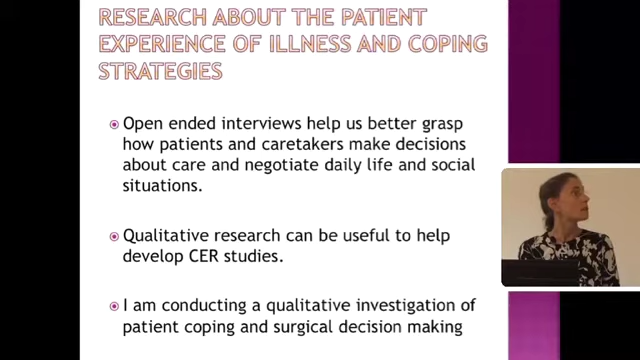 RESEARCH ABOUT THE PATIENT
EXPERIENCE OF ILLNESS AND COPING
STRATEGIES
Open ended interviews help us better grasp
how patients and caretakers make decisions
about care and negotiate daily life and social
situations.
Qualitative research can be useful to help
develop CER studies.
I am conducting a qualitative investigation of
patient coping and surgical decision making